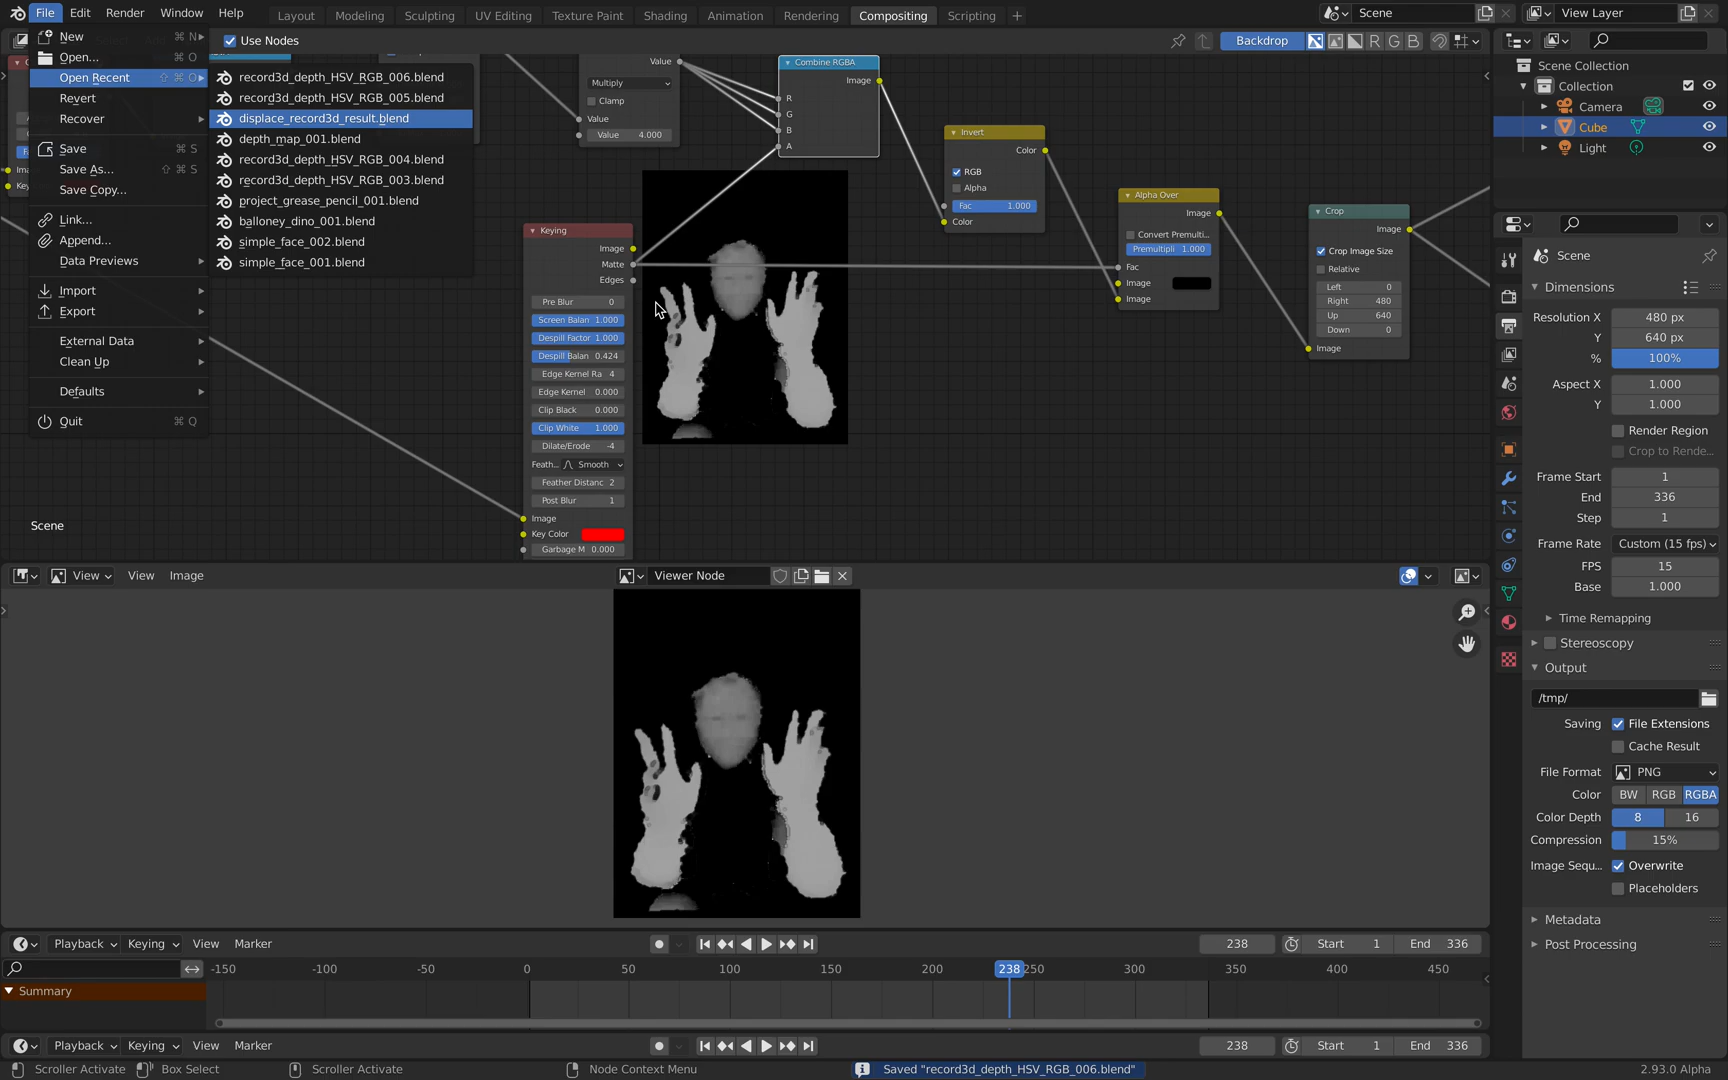 File Edit Render Window Help Layout Modeling Sculpting UV Editing Texture Paint Shading Animation Rendering Compositing Scripting + Scene View Layer
New ⌘ N
Open... ⌘ O
Open Recent ⇧ ⌘ O
Revert
Recover
Save ⌘ S
Save As... ⇧ ⌘ S
Save Copy...
Link...
Append...
Data Previews
Import
Export
External Data
Clean Up
Defaults
Quit ⌘ Q
Use Nodes
Backdrop
R G B
record3d_depth_HSV_RGB_006.blend
record3d_depth_HSV_RGB_005.blend
displace_record3d_result.blend
depth_map_001.blend
record3d_depth_HSV_RGB_004.blend
record3d_depth_HSV_RGB_003.blend
project_grease_pencil_001.blend
balloney_dino_001.blend
simple_face_002.blend
simple_face_001.blend
Value
Multiply
Clamp
Value
Value 4.000
Combine RGBA
Image
R
G
B
A
Invert
Color
RGB
Alpha
Fac 1.000
Color
Alpha Over
Image
Convert Premulti...
Premultipli 1.000
Fac
Image
Image
Crop
Image
Crop Image Size
Relative
Left 0
Right 480
Up 640
Down 0
Image
Keying
Image
Matte
Edges
Pre Blur 0
Screen Balan 1.000
Despill Factor 1.000
Despill Balan 0.424
Edge Kernel Ra 4
Edge Kernel 0.000
Clip Black 0.000
Clip White 1.000
Dilate/Erode -4
Feath... Smooth
Feather Distanc 2
Post Blur 1
Image
Key Color
Garbage M 0.000
Scene
View View Image Viewer Node
Playback Keying View Marker 238 Start 1 End 336
-150 -100 -50 0 50 100 150 200 238 250 300 350 400 450
Summary
Playback Keying View Marker 238 Start 1 End 336
Scroller Activate Box Select Scroller Activate Node Context Menu Saved "record3d_depth_HSV_RGB_006.blend" 2.93.0 Alpha
Scene Collection
Collection
Camera
Cube
Light
Scene
Dimensions
Resolution X 480 px
Y 640 px
% 100%
Aspect X 1.000
Y 1.000
Render Region
Crop to Rende...
Frame Start 1
End 336
Step 1
Frame Rate Custom (15 fps)
FPS 15
Base 1.000
Time Remapping
Stereoscopy
Output
/tmp/
Saving File Extensions
Cache Result
File Format PNG
Color BW RGB RGBA
Color Depth 8 16
Compression 15%
Image Sequ... Overwrite
Placeholders
Metadata
Post Processing